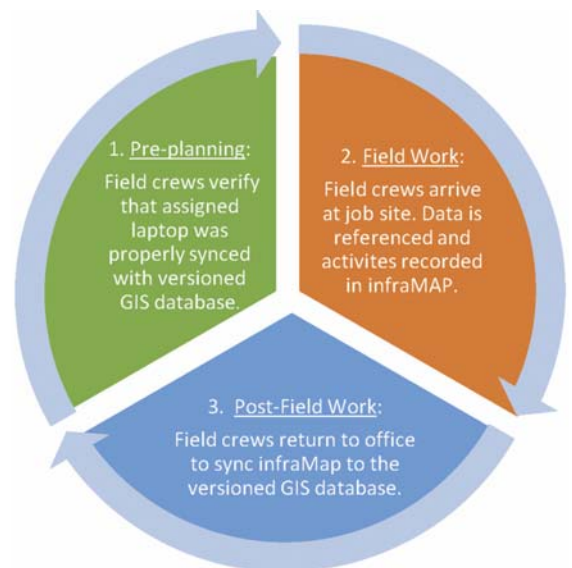 1. Pre-planning:
Field crews verify
that assigned
laptop was
properly synced
with versioned
GIS database.
2. Field Work:
Field crews arrive
at job site. Data is
referenced and
activites recorded
in infraMAP.
3. Post-Field Work:
Field crews return to office
to sync infraMap to the
versioned GIS database.